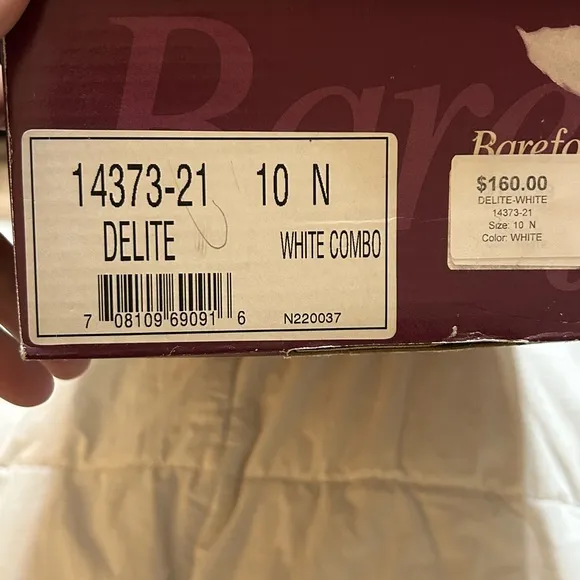 Bare
Barefo
14373-21 10 N
DELITE WHITE COMBO
7 08109 69091 6 N220037
$160.00
DELITE-WHITE
14373-21
Size: 10 N
Color: WHITE